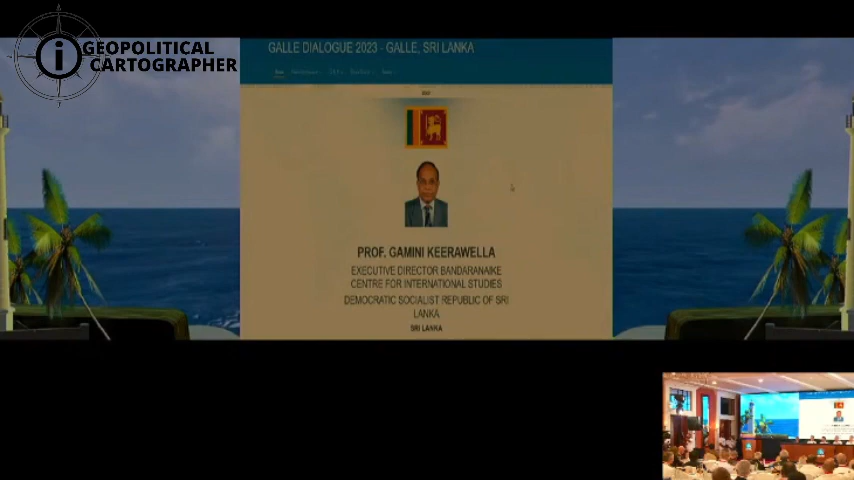 i GEOPOLITICAL
CARTOGRAPHER
GALLE DIALOGUE 2023 - GALLE, SRI LANKA
PROF. GAMINI KEERAWELLA
EXECUTIVE DIRECTOR BANDARANAIKE
CENTRE FOR INTERNATIONAL STUDIES
DEMOCRATIC SOCIALIST REPUBLIC OF SRI
LANKA
SRI LANKA